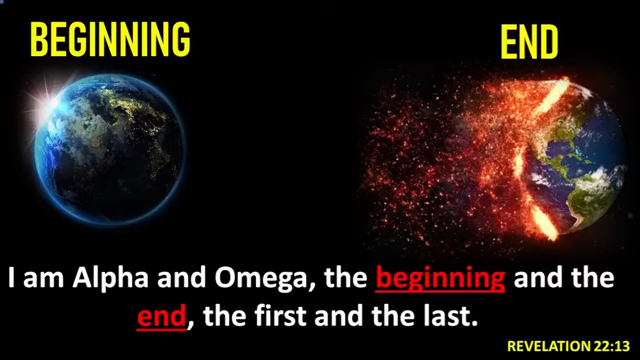 BEGINNING
END
I am Alpha and Omega, the beginning and the
end, the first and the last.
REVELATION 22:13